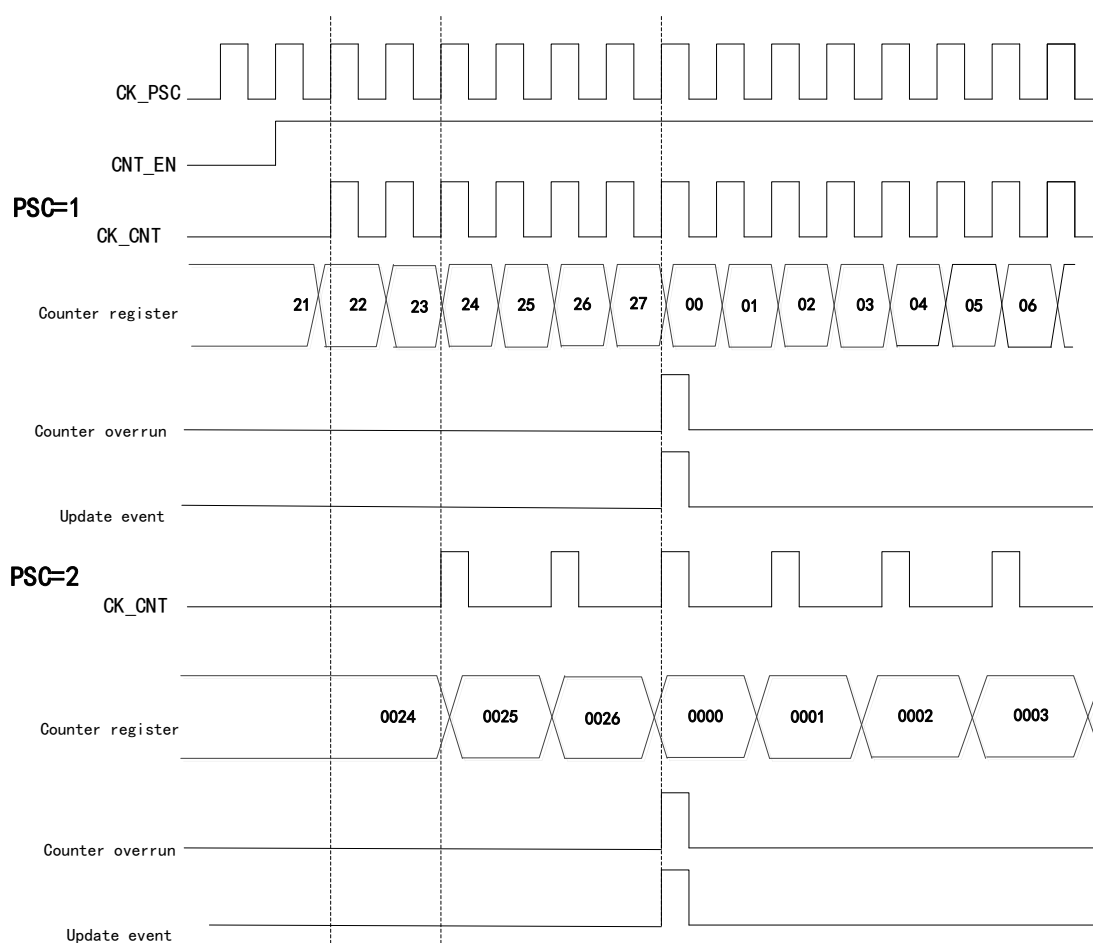 CK_PSC
CNT_EN
PSC=1
CK_CNT
Counter register 21 22 23 24 25 26 27 00 01 02 03 04 05 06
Counter overrun
Update event
PSC=2
CK_CNT
Counter register 0024 0025 0026 0000 0001 0002 0003
Counter overrun
Update event